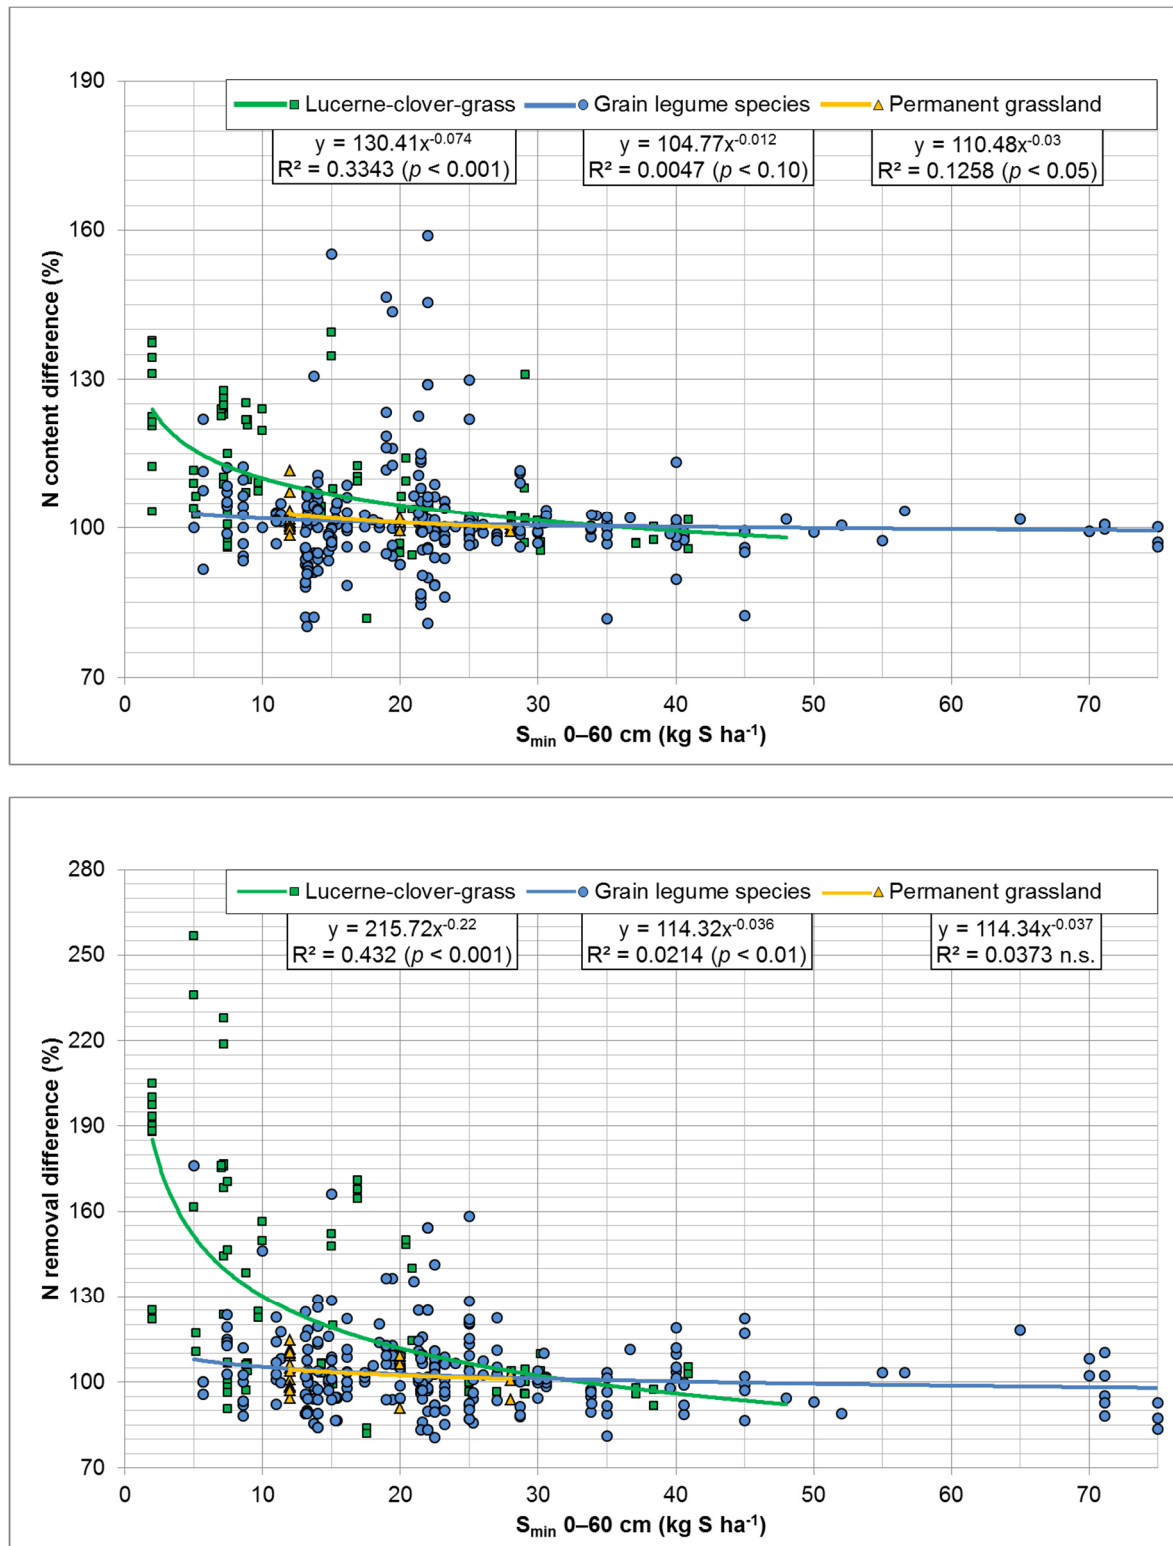 190
Lucerne-clover-grass Grain legume species Permanent grassland
y = 130.41x^-0.074 y = 104.77x^-0.012 y = 110.48x^-0.03
R² = 0.3343 (p < 0.001) R² = 0.0047 (p < 0.10) R² = 0.1258 (p < 0.05)
160
N content difference (%)
130
100
70
0 10 20 30 40 50 60 70
Smin 0–60 cm (kg S ha⁻¹)
280
Lucerne-clover-grass Grain legume species Permanent grassland
y = 215.72x^-0.22 y = 114.32x^-0.036 y = 114.34x^-0.037
R² = 0.432 (p < 0.001) R² = 0.0214 (p < 0.01) R² = 0.0373 n.s.
250
220
N removal difference (%)
190
160
130
100
70
0 10 20 30 40 50 60 70
Smin 0–60 cm (kg S ha⁻¹)